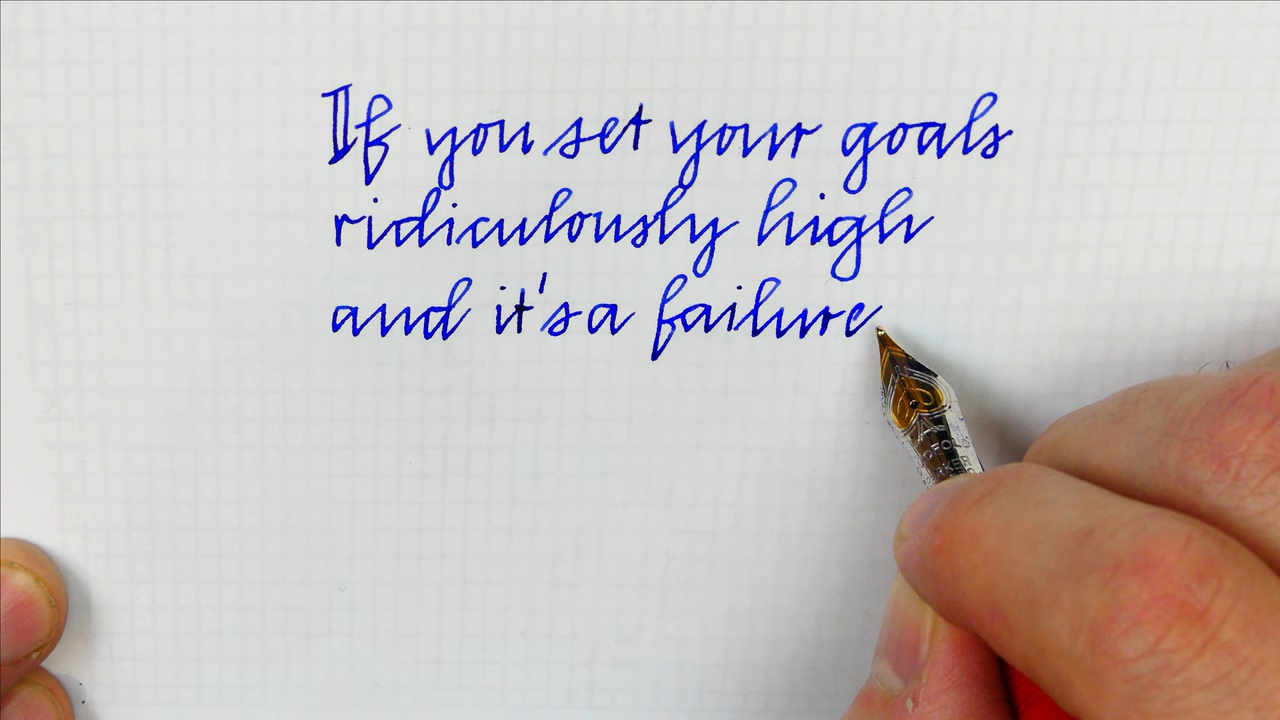 If you set your goals
ridiculously high
and it's a failure